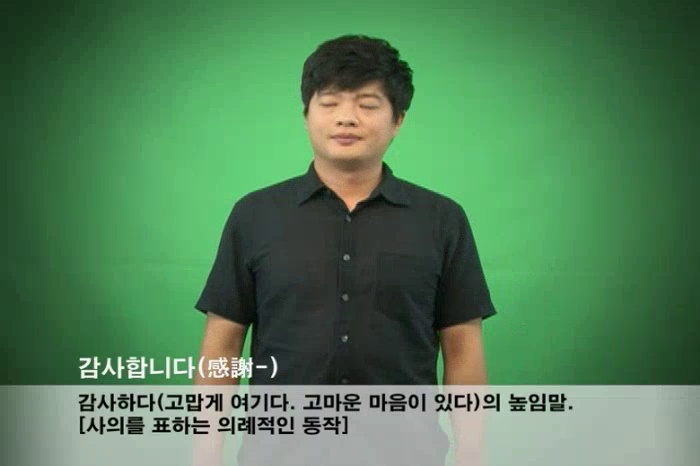 감사합니다(感謝-)
감사하다(고맙게 여기다. 고마운 마음이 있다)의 높임말.
[사의를 표하는 의례적인 동작]